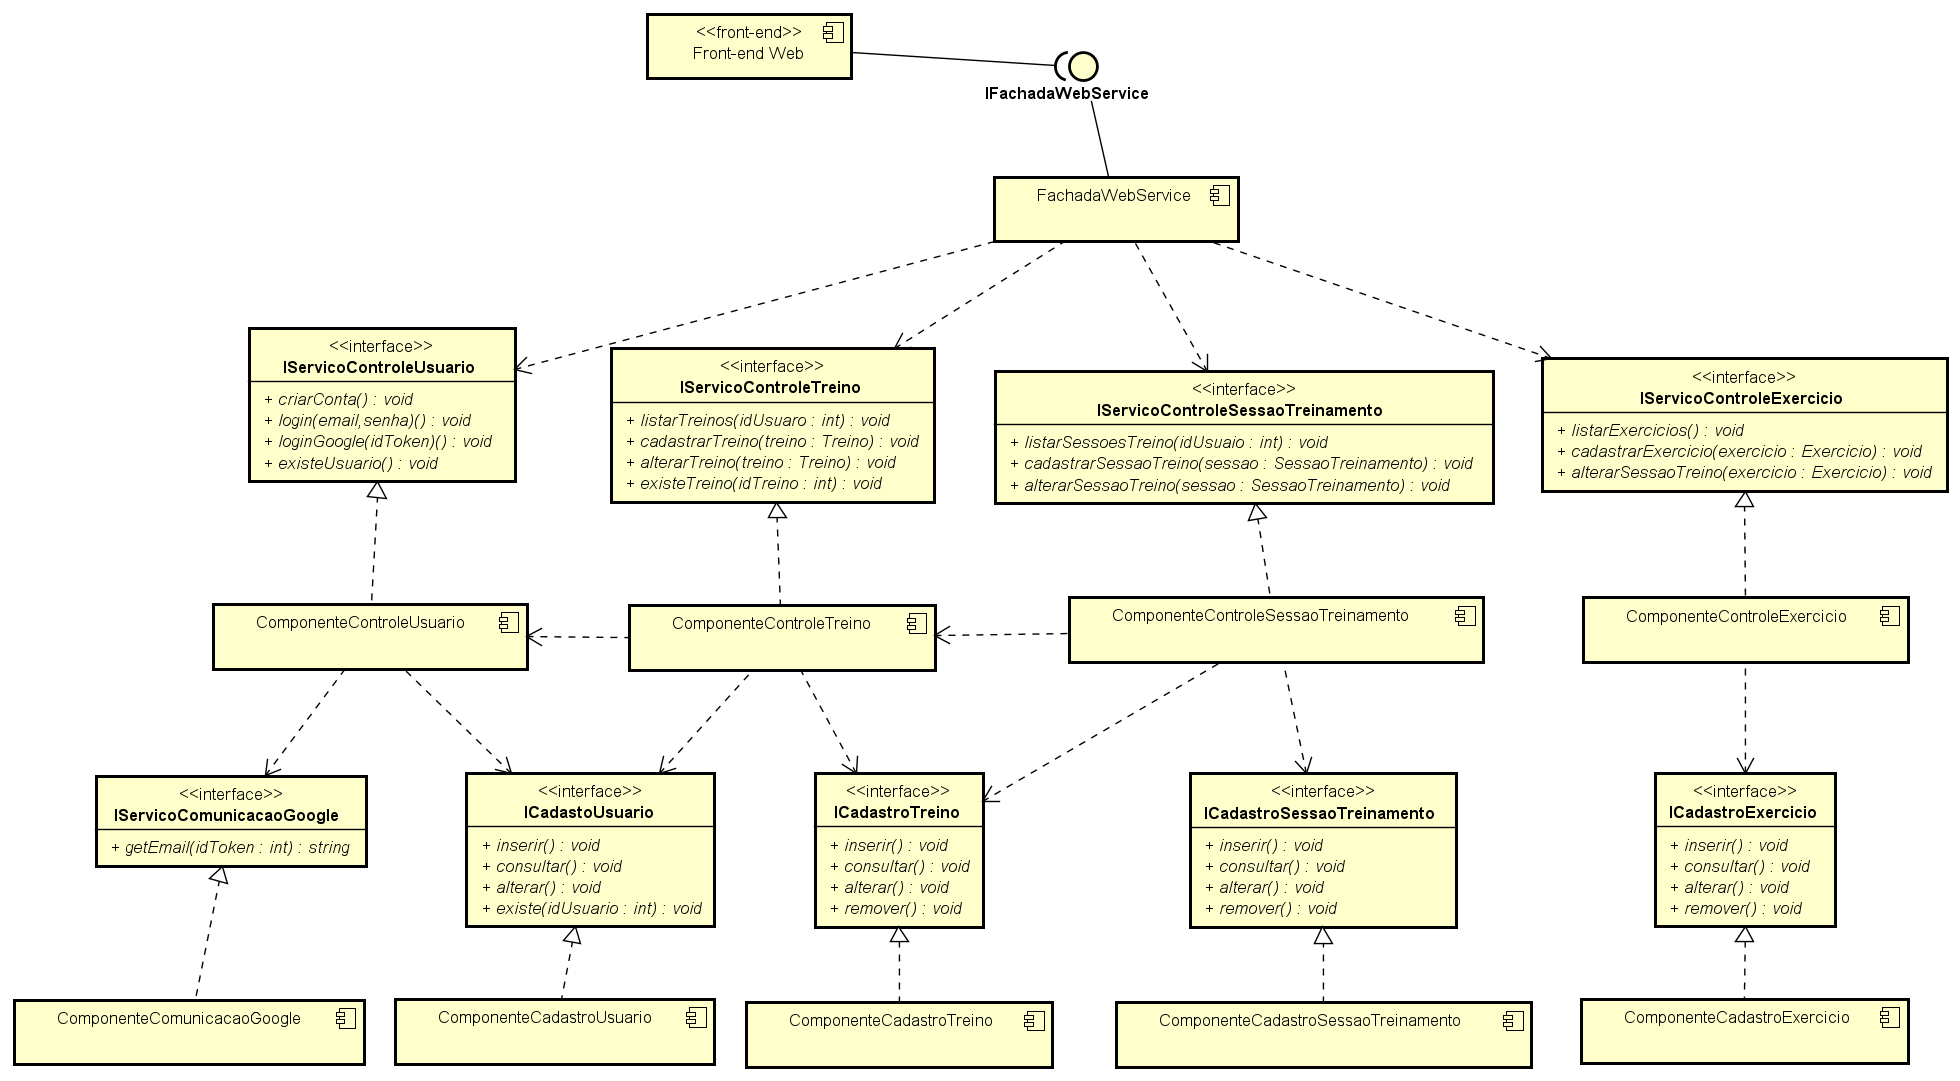 <<front-end>>
Front-end Web
IFachadaWebService
FachadaWebService
<<interface>>
IServicoControleUsuario
+ criarConta() : void
+ login(email,senha)() : void
+ loginGoogle(idToken)() : void
+ existeUsuario() : void
<<interface>>
IServicoControleTreino
+ listarTreinos(idUsuaro : int) : void
+ cadastrarTreino(treino : Treino) : void
+ alterarTreino(treino : Treino) : void
+ existeTreino(idTreino : int) : void
<<interface>>
IServicoControleSessaoTreinamento
+ listarSessoesTreino(idUsuaio : int) : void
+ cadastrarSessaoTreino(sessao : SessaoTreinamento) : void
+ alterarSessaoTreino(sessao : SessaoTreinamento) : void
<<interface>>
IServicoControleExercicio
+ listarExercicios() : void
+ cadastrarExercicio(exercicio : Exercicio) : void
+ alterarSessaoTreino(exercicio : Exercicio) : void
ComponenteControleUsuario
ComponenteControleTreino
ComponenteControleSessaoTreinamento
ComponenteControleExercicio
<<interface>>
IServicoComunicacaoGoogle
+ getEmail(idToken : int) : string
<<interface>>
ICadastoUsuario
+ inserir() : void
+ consultar() : void
+ alterar() : void
+ existe(idUsuario : int) : void
<<interface>>
ICadastroTreino
+ inserir() : void
+ consultar() : void
+ alterar() : void
+ remover() : void
<<interface>>
ICadastroSessaoTreinamento
+ inserir() : void
+ consultar() : void
+ alterar() : void
+ remover() : void
<<interface>>
ICadastroExercicio
+ inserir() : void
+ consultar() : void
+ alterar() : void
+ remover() : void
ComponenteComunicacaoGoogle
ComponenteCadastroUsuario
ComponenteCadastroTreino
ComponenteCadastroSessaoTreinamento
ComponenteCadastroExercicio